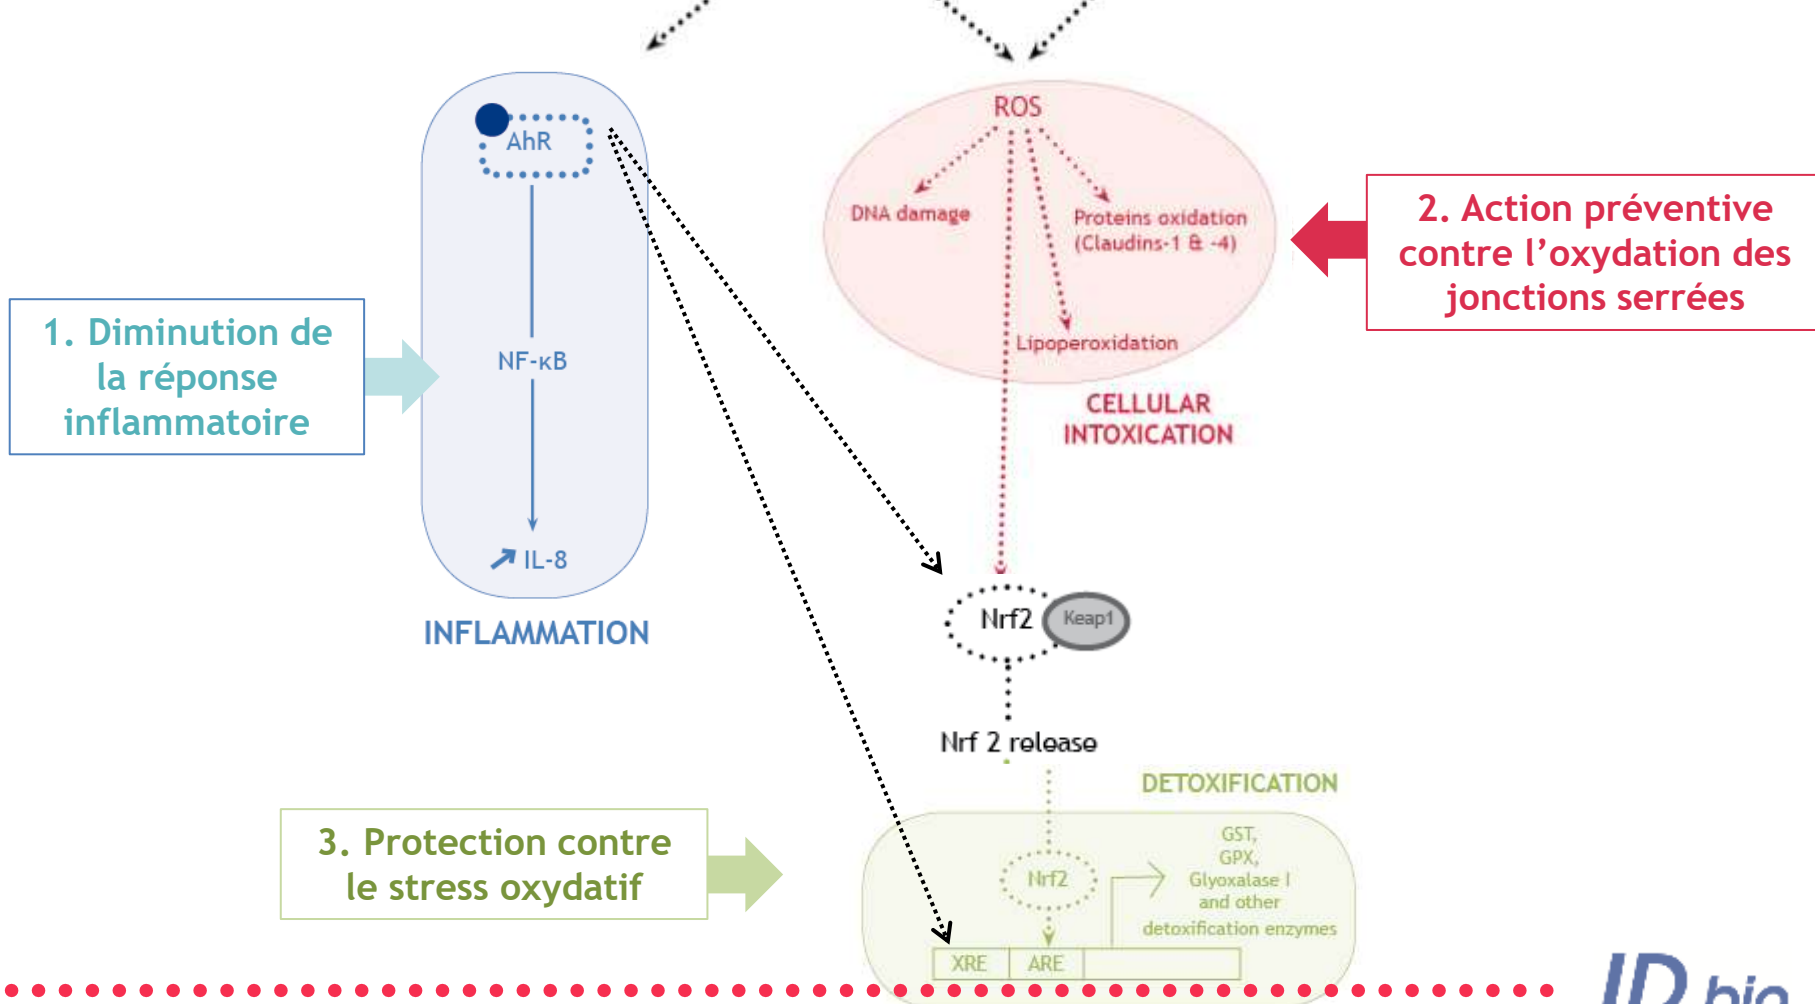 AhR
NF-κB
IL-8
INFLAMMATION
1. Diminution de
la réponse
inflammatoire
ROS
DNA damage
Proteins oxidation
(Claudins-1 & -4)
Lipoperoxidation
CELLULAR
INTOXICATION
2. Action préventive
contre l’oxydation des
jonctions serrées
Nrf2
Keap1
Nrf 2 release
DETOXIFICATION
3. Protection contre
le stress oxydatif
Nrf2
GST,
GPX,
Glyoxalase I
and other
detoxification enzymes
XRE
ARE
ID bio